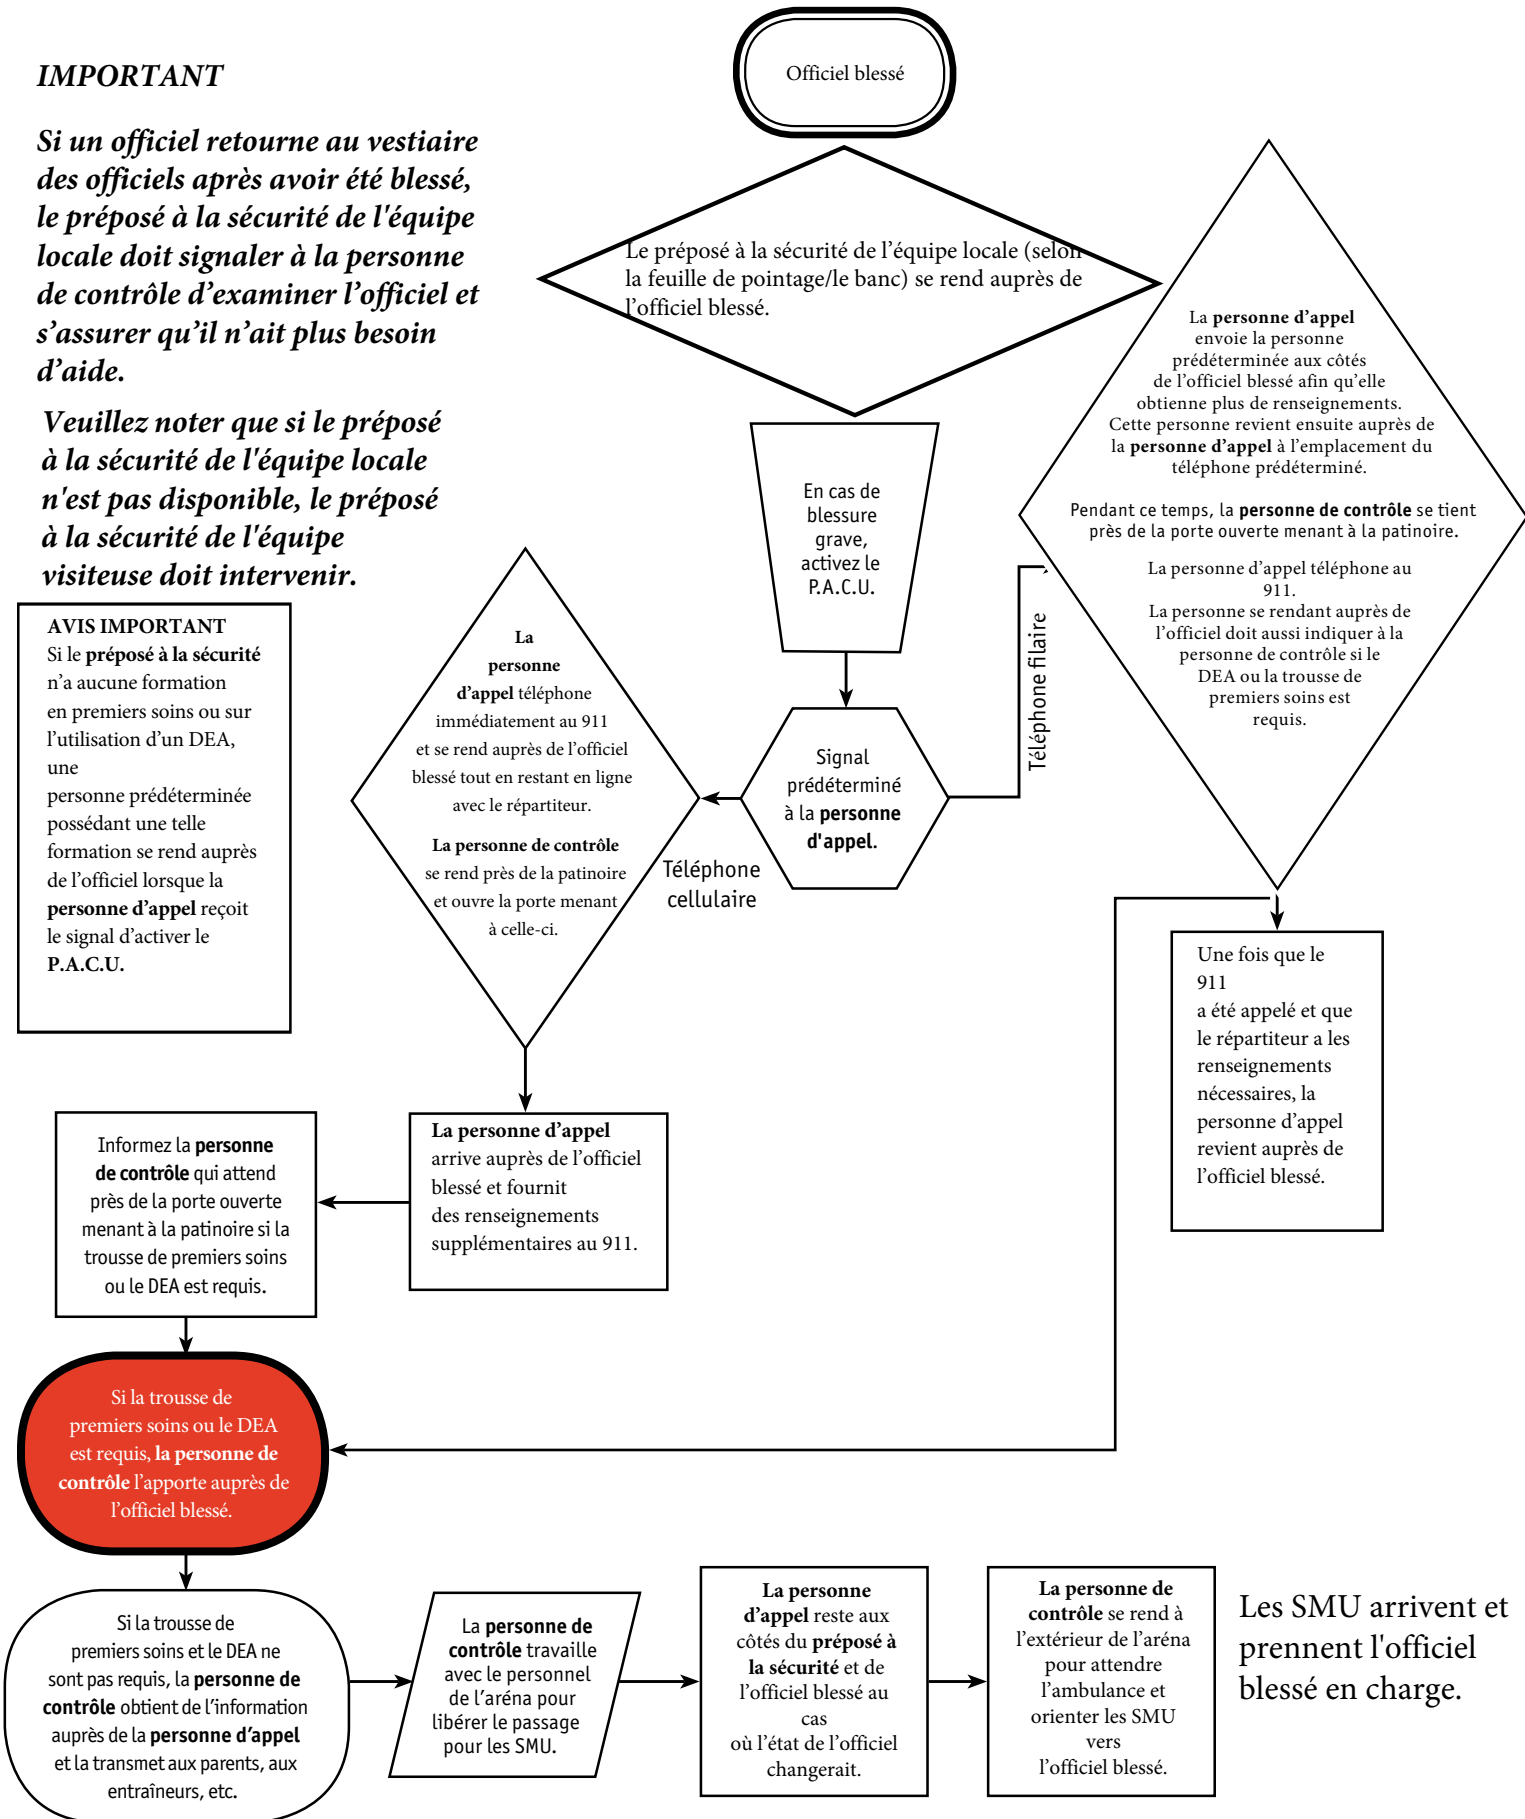 IMPORTANT
Si un officiel retourne au vestiaire
des officiels après avoir été blessé,
le préposé à la sécurité de l'équipe
locale doit signaler à la personne
de contrôle d’examiner l’officiel et
s’assurer qu’il n’ait plus besoin
d’aide.
Veuillez noter que si le préposé
à la sécurité de l'équipe locale
n'est pas disponible, le préposé
à la sécurité de l'équipe
visiteuse doit intervenir.
Officiel blessé
Le préposé à la sécurité de l’équipe locale (selon
la feuille de pointage/le banc) se rend auprès de
l’officiel blessé.
En cas de
blessure
grave,
activez le
P.A.C.U.
Signal
prédéterminé
à la personne
d'appel.
Téléphone filaire
La personne d’appel
envoie la personne
prédéterminée aux côtés
de l’officiel blessé afin qu’elle
obtienne plus de renseignements.
Cette personne revient ensuite auprès de
la personne d’appel à l’emplacement du
téléphone prédéterminé.
Pendant ce temps, la personne de contrôle se tient
près de la porte ouverte menant à la patinoire.
La personne d’appel téléphone au
911.
La personne se rendant auprès de
l’officiel doit aussi indiquer à la
personne de contrôle si le
DEA ou la trousse de
premiers soins est
requis.
Une fois que le
911
a été appelé et que
le répartiteur a les
renseignements
nécessaires, la
personne d’appel
revient auprès de
l’officiel blessé.
Téléphone
cellulaire
La
personne
d’appel téléphone
immédiatement au 911
et se rend auprès de l’officiel
blessé tout en restant en ligne
avec le répartiteur.
La personne de contrôle
se rend près de la patinoire
et ouvre la porte menant
à celle-ci.
AVIS IMPORTANT
Si le préposé à la sécurité
n’a aucune formation
en premiers soins ou sur
l’utilisation d’un DEA,
une
personne prédéterminée
possédant une telle
formation se rend auprès
de l’officiel lorsque la
personne d’appel reçoit
le signal d’activer le
P.A.C.U.
La personne d’appel
arrive auprès de l’officiel
blessé et fournit
des renseignements
supplémentaires au 911.
Informez la personne
de contrôle qui attend
près de la porte ouverte
menant à la patinoire si la
trousse de premiers soins
ou le DEA est requis.
Si la trousse de
premiers soins ou le DEA
est requis, la personne de
contrôle l’apporte auprès de
l’officiel blessé.
Si la trousse de
premiers soins et le DEA ne
sont pas requis, la personne de
contrôle obtient de l’information
auprès de la personne d’appel
et la transmet aux parents, aux
entraîneurs, etc.
La personne de
contrôle travaille
avec le personnel
de l’aréna pour
libérer le passage
pour les SMU.
La personne
d’appel reste aux
côtés du préposé à
la sécurité et de
l’officiel blessé au
cas
où l’état de l’officiel
changerait.
La personne de
contrôle se rend à
l’extérieur de l’aréna
pour attendre
l’ambulance et
orienter les SMU
vers
l’officiel blessé.
Les SMU arrivent et
prennent l'officiel
blessé en charge.